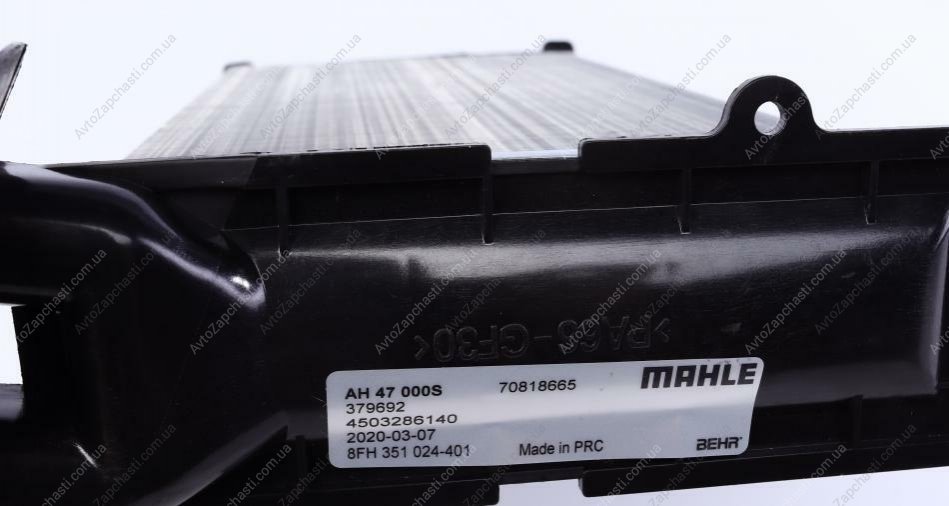 >PA66-GF30<
AH 47 000S 70818665 MAHLE
379692
4503286140
2020-03-07
8FH 351 024-401 Made in PRC BEHR
AvtoZapchasti.com.ua